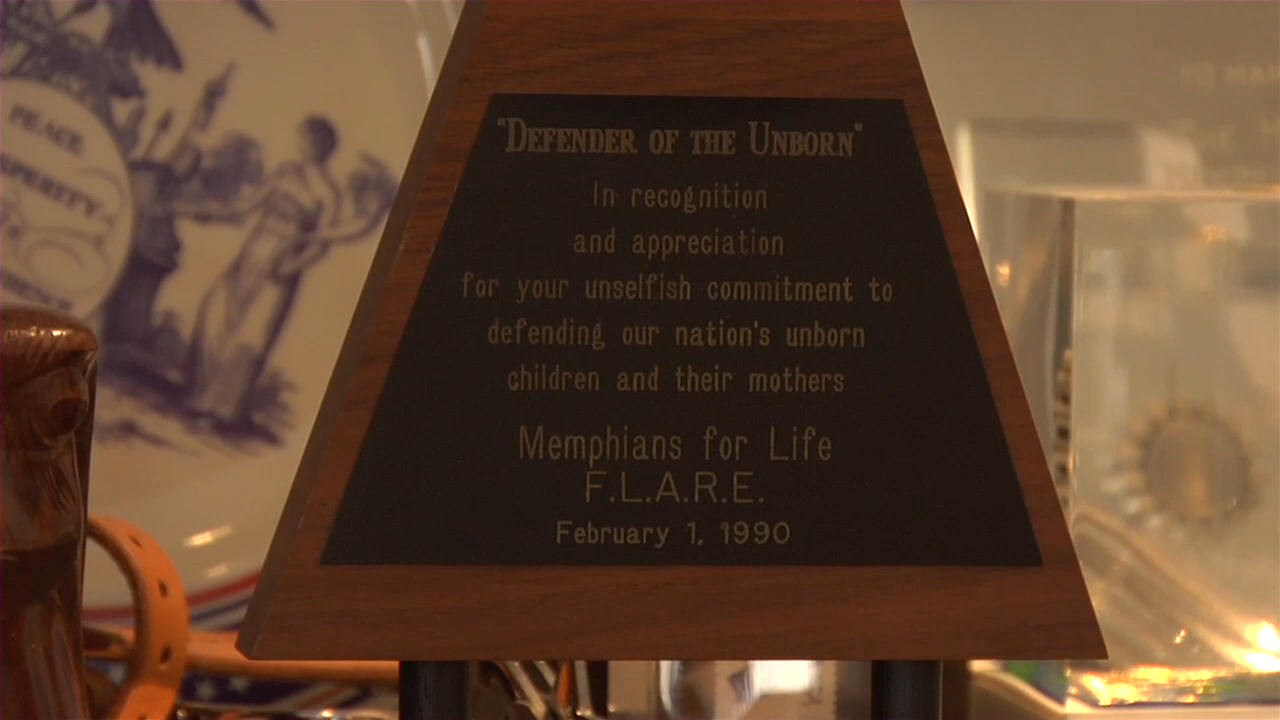 "DEFENDER OF THE UNBORN"
In recognition
and appreciation
for your unselfish commitment to
defending our nation's unborn
children and their mothers
Memphians for Life
F.L.A.R.E.
February 1, 1990
PEACE